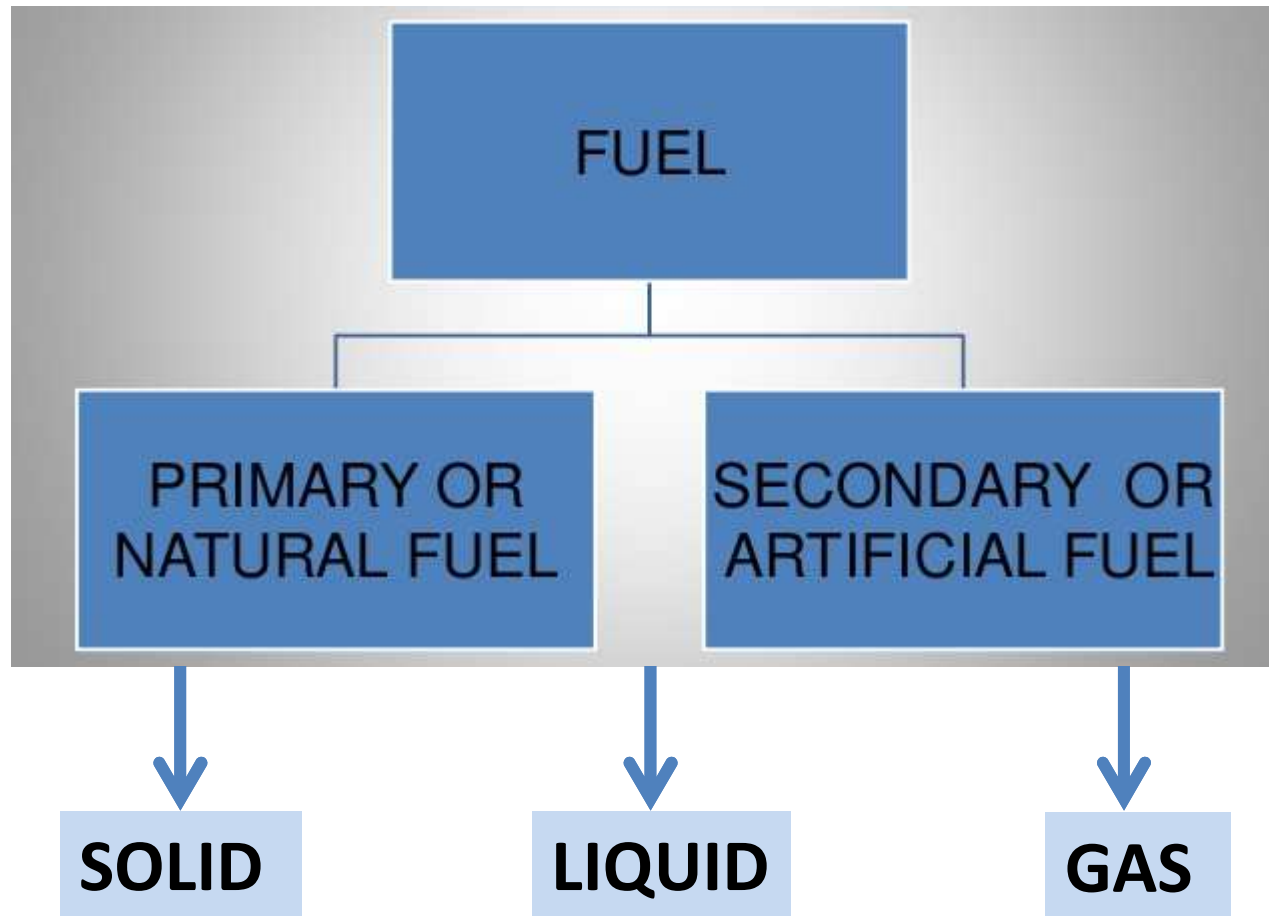 FUEL
PRIMARY OR
NATURAL FUEL
SECONDARY OR
ARTIFICIAL FUEL
SOLID
LIQUID
GAS